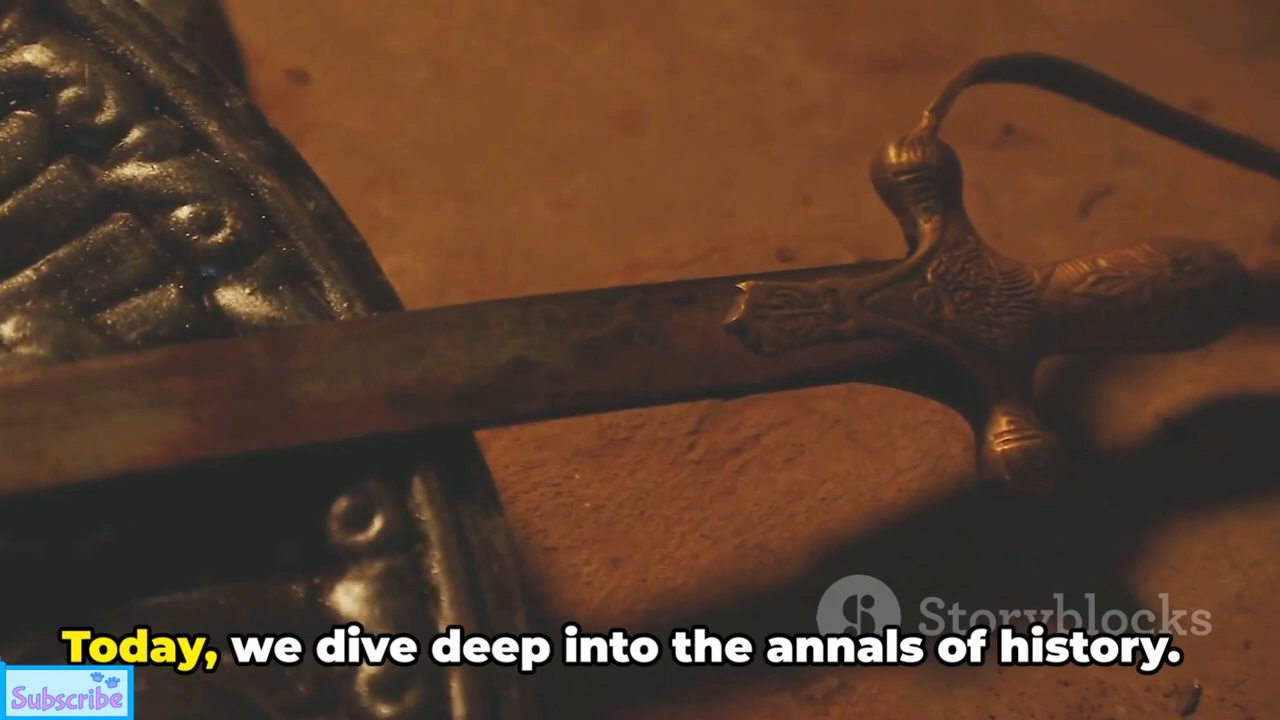 Storyblocks
Today, we dive deep into the annals of history.
Subscribe